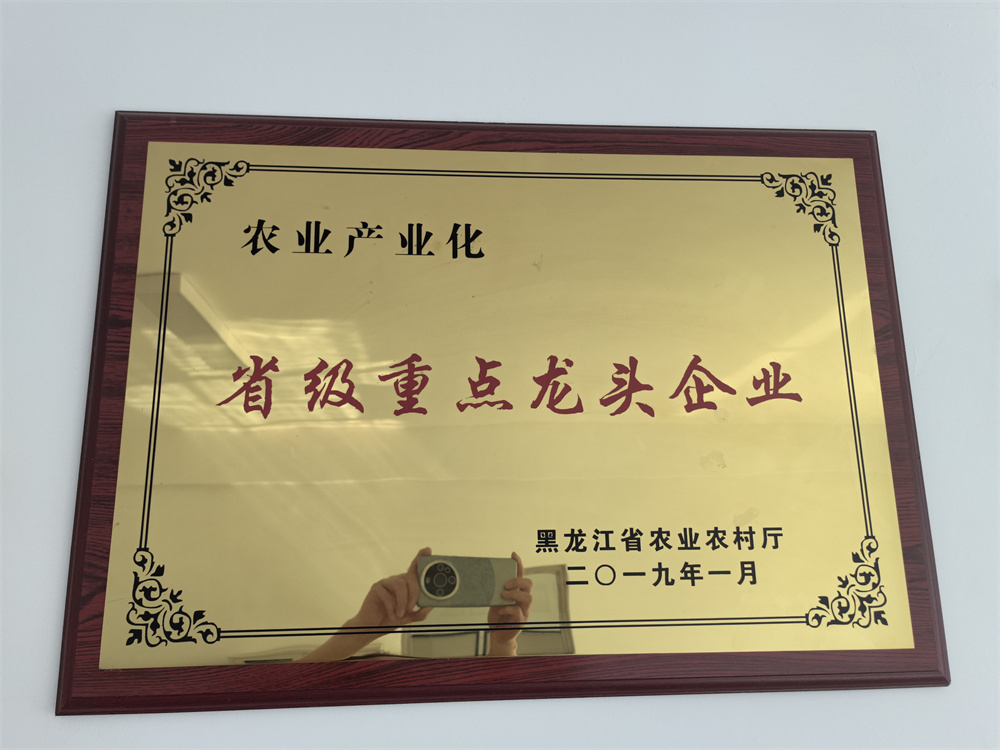 农业产业化
省级重点龙头企业
黑龙江省农业农村厅
二〇一九年一月